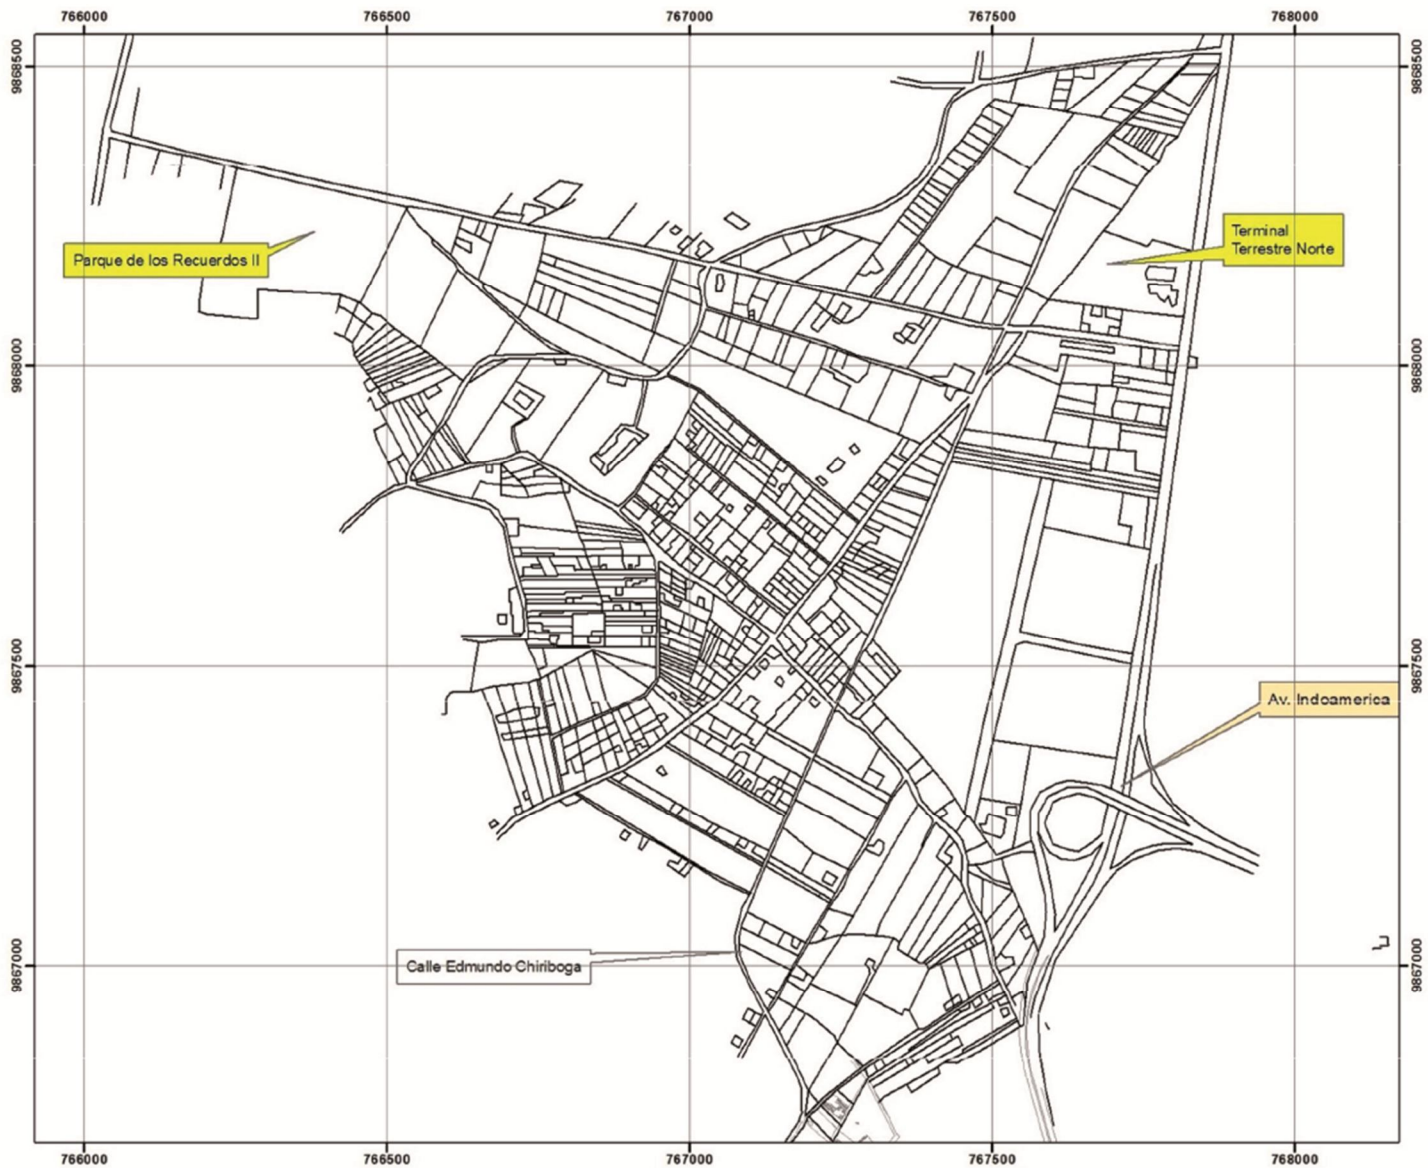 766000 766500 767000 767500 768000
9868500 9868500
Terminal
Terrestre Norte
Parque de los Recuerdos II
9868000 9868000
9867500 9867500
Av. Indoamerica
Calle Edmundo Chiriboga
9867000 9867000
766000 766500 767000 767500 768000